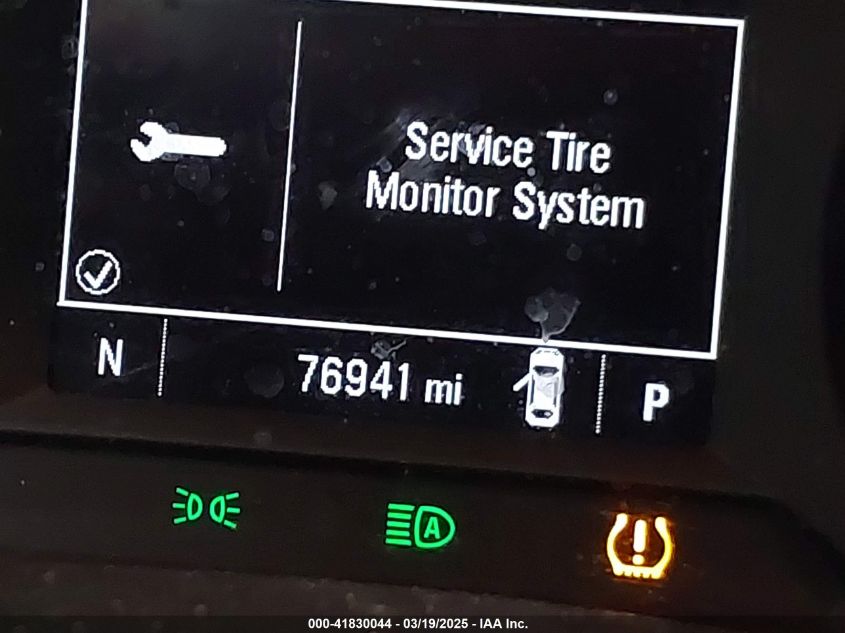 Service Tire
Monitor System
N 76941 mi P
A
000-41830044 - 03/19/2025 - IAA Inc.